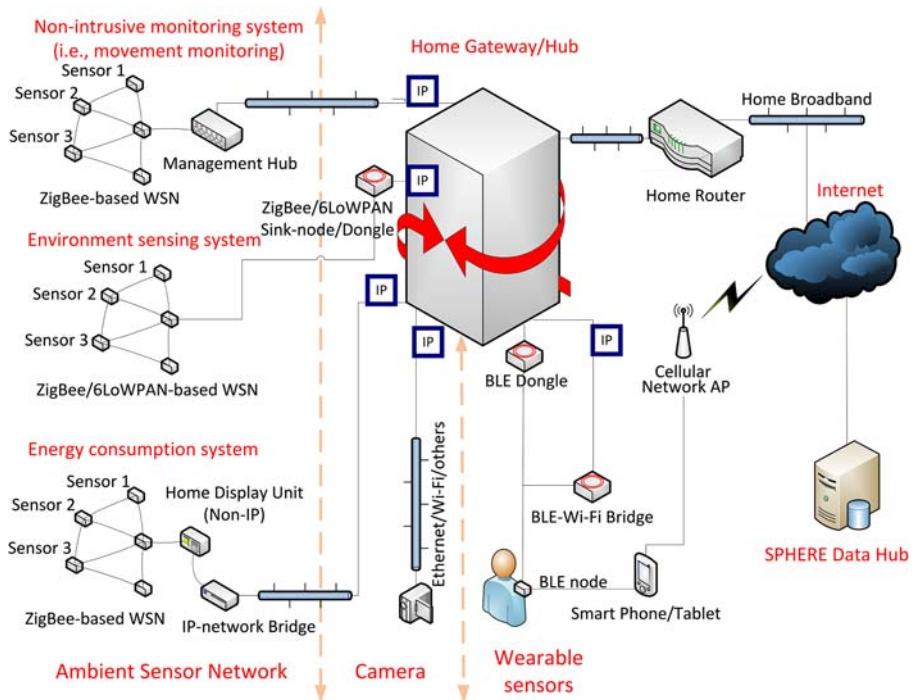 Non-intrusive monitoring system
(i.e., movement monitoring)
Sensor 1
Sensor 2
Sensor 3
Management Hub
ZigBee-based WSN
Home Gateway/Hub
IP
IP
ZigBee/6LoWPAN
Sink-node/Dongle
Home Broadband
Home Router
Internet
Environment sensing system
Sensor 1
Sensor 2
Sensor 3
ZigBee/6LoWPAN-based WSN
IP
IP
IP
BLE Dongle
Cellular
Network AP
Energy consumption system
Sensor 1
Sensor 2
Sensor 3
Home Display Unit
(Non-IP)
IP-network Bridge
ZigBee-based WSN
Ethernet/Wi-Fi/others
BLE-Wi-Fi Bridge
BLE node
Smart Phone/Tablet
SPHERE Data Hub
Ambient Sensor Network
Camera
Wearable
sensors